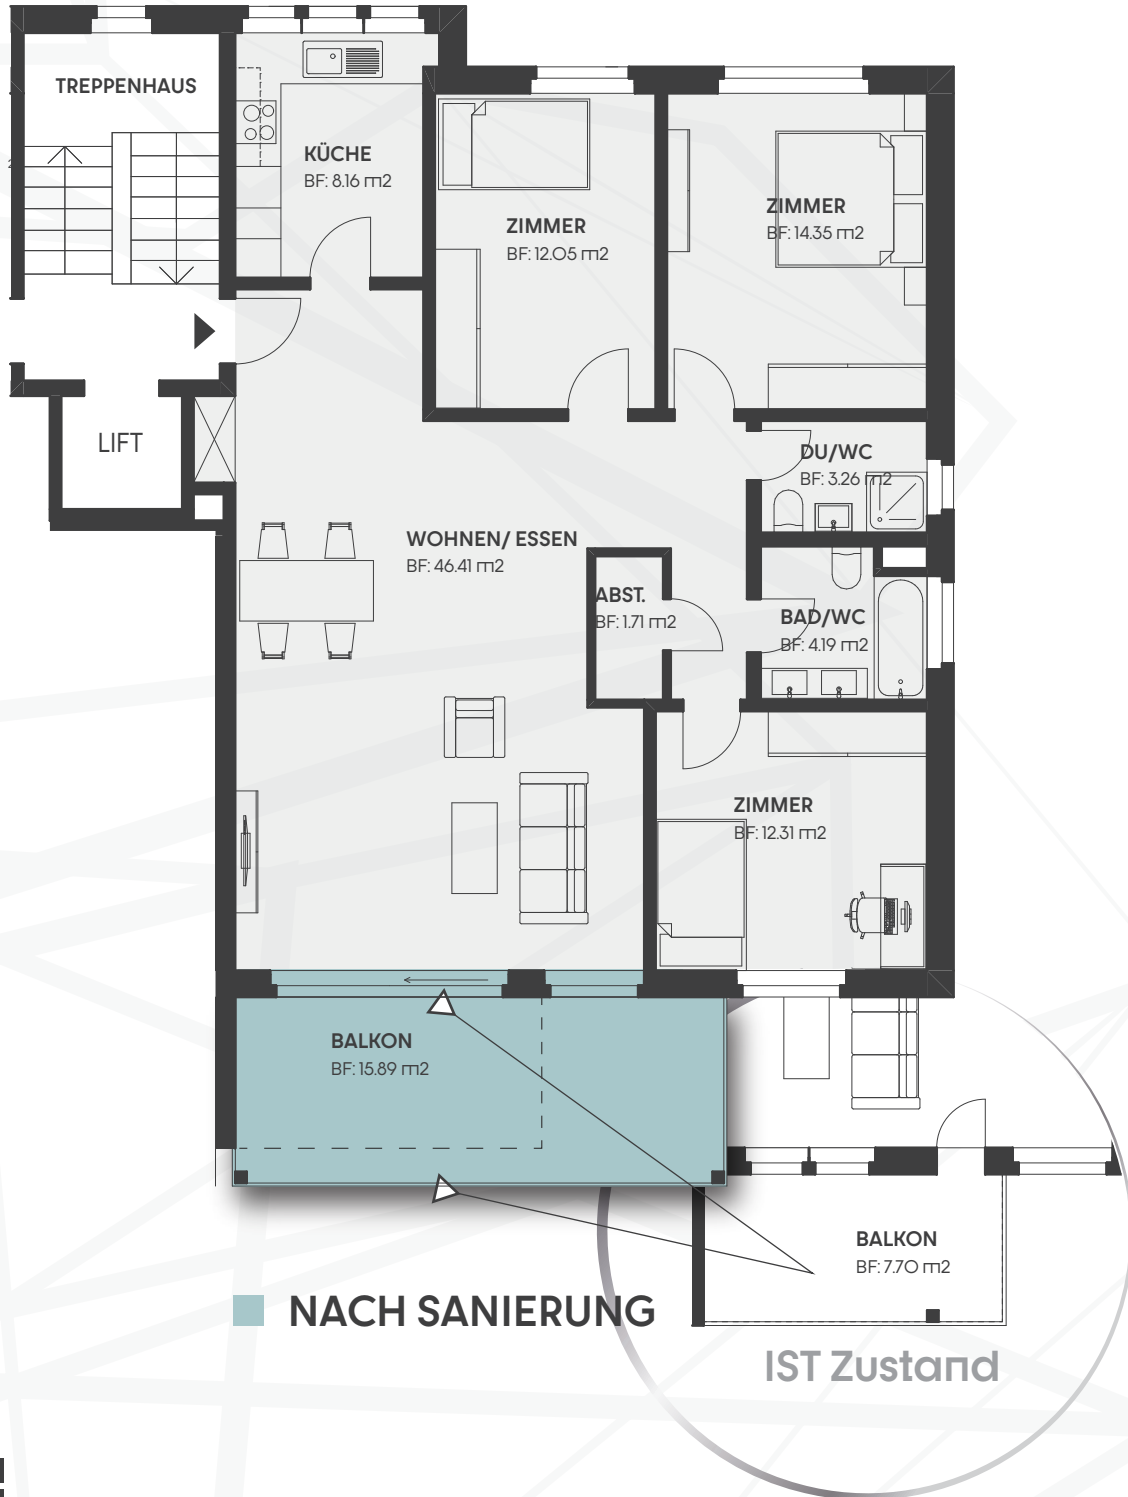 TREPPENHAUS
KÜCHE
BF: 8.16 m2
ZIMMER
BF: 12.05 m2
ZIMMER
BF: 14.35 m2
LIFT
DU/WC
BF: 3.26 m2
WOHNEN/ ESSEN
BF: 46.41 m2
ABST.
BF: 1.71 m2
BAD/WC
BF: 4.19 m2
ZIMMER
BF: 12.31 m2
BALKON
BF: 15.89 m2
BALKON
BF: 7.70 m2
NACH SANIERUNG
IST Zustand